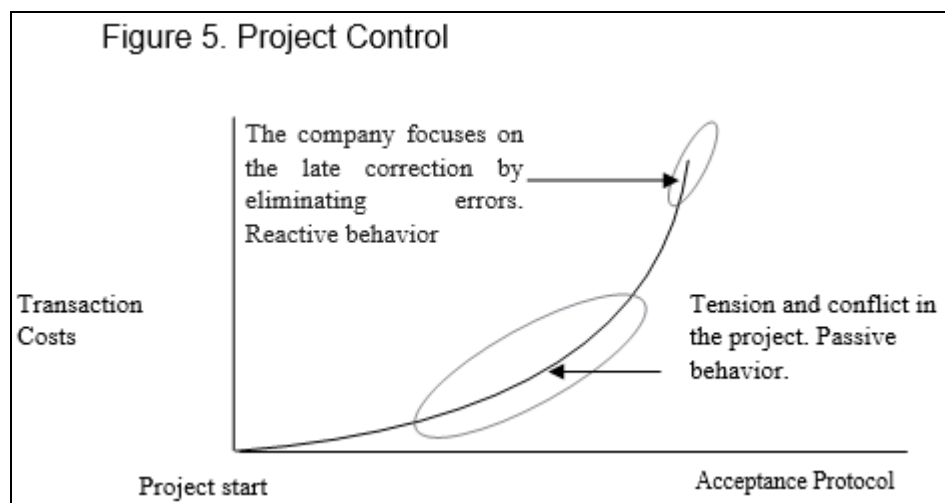 Figure 5. Project Control
The company focuses on
the late correction by
eliminating errors.
Reactive behavior
Transaction
Costs
Tension and conflict in
the project. Passive
behavior.
Project start
Acceptance Protocol